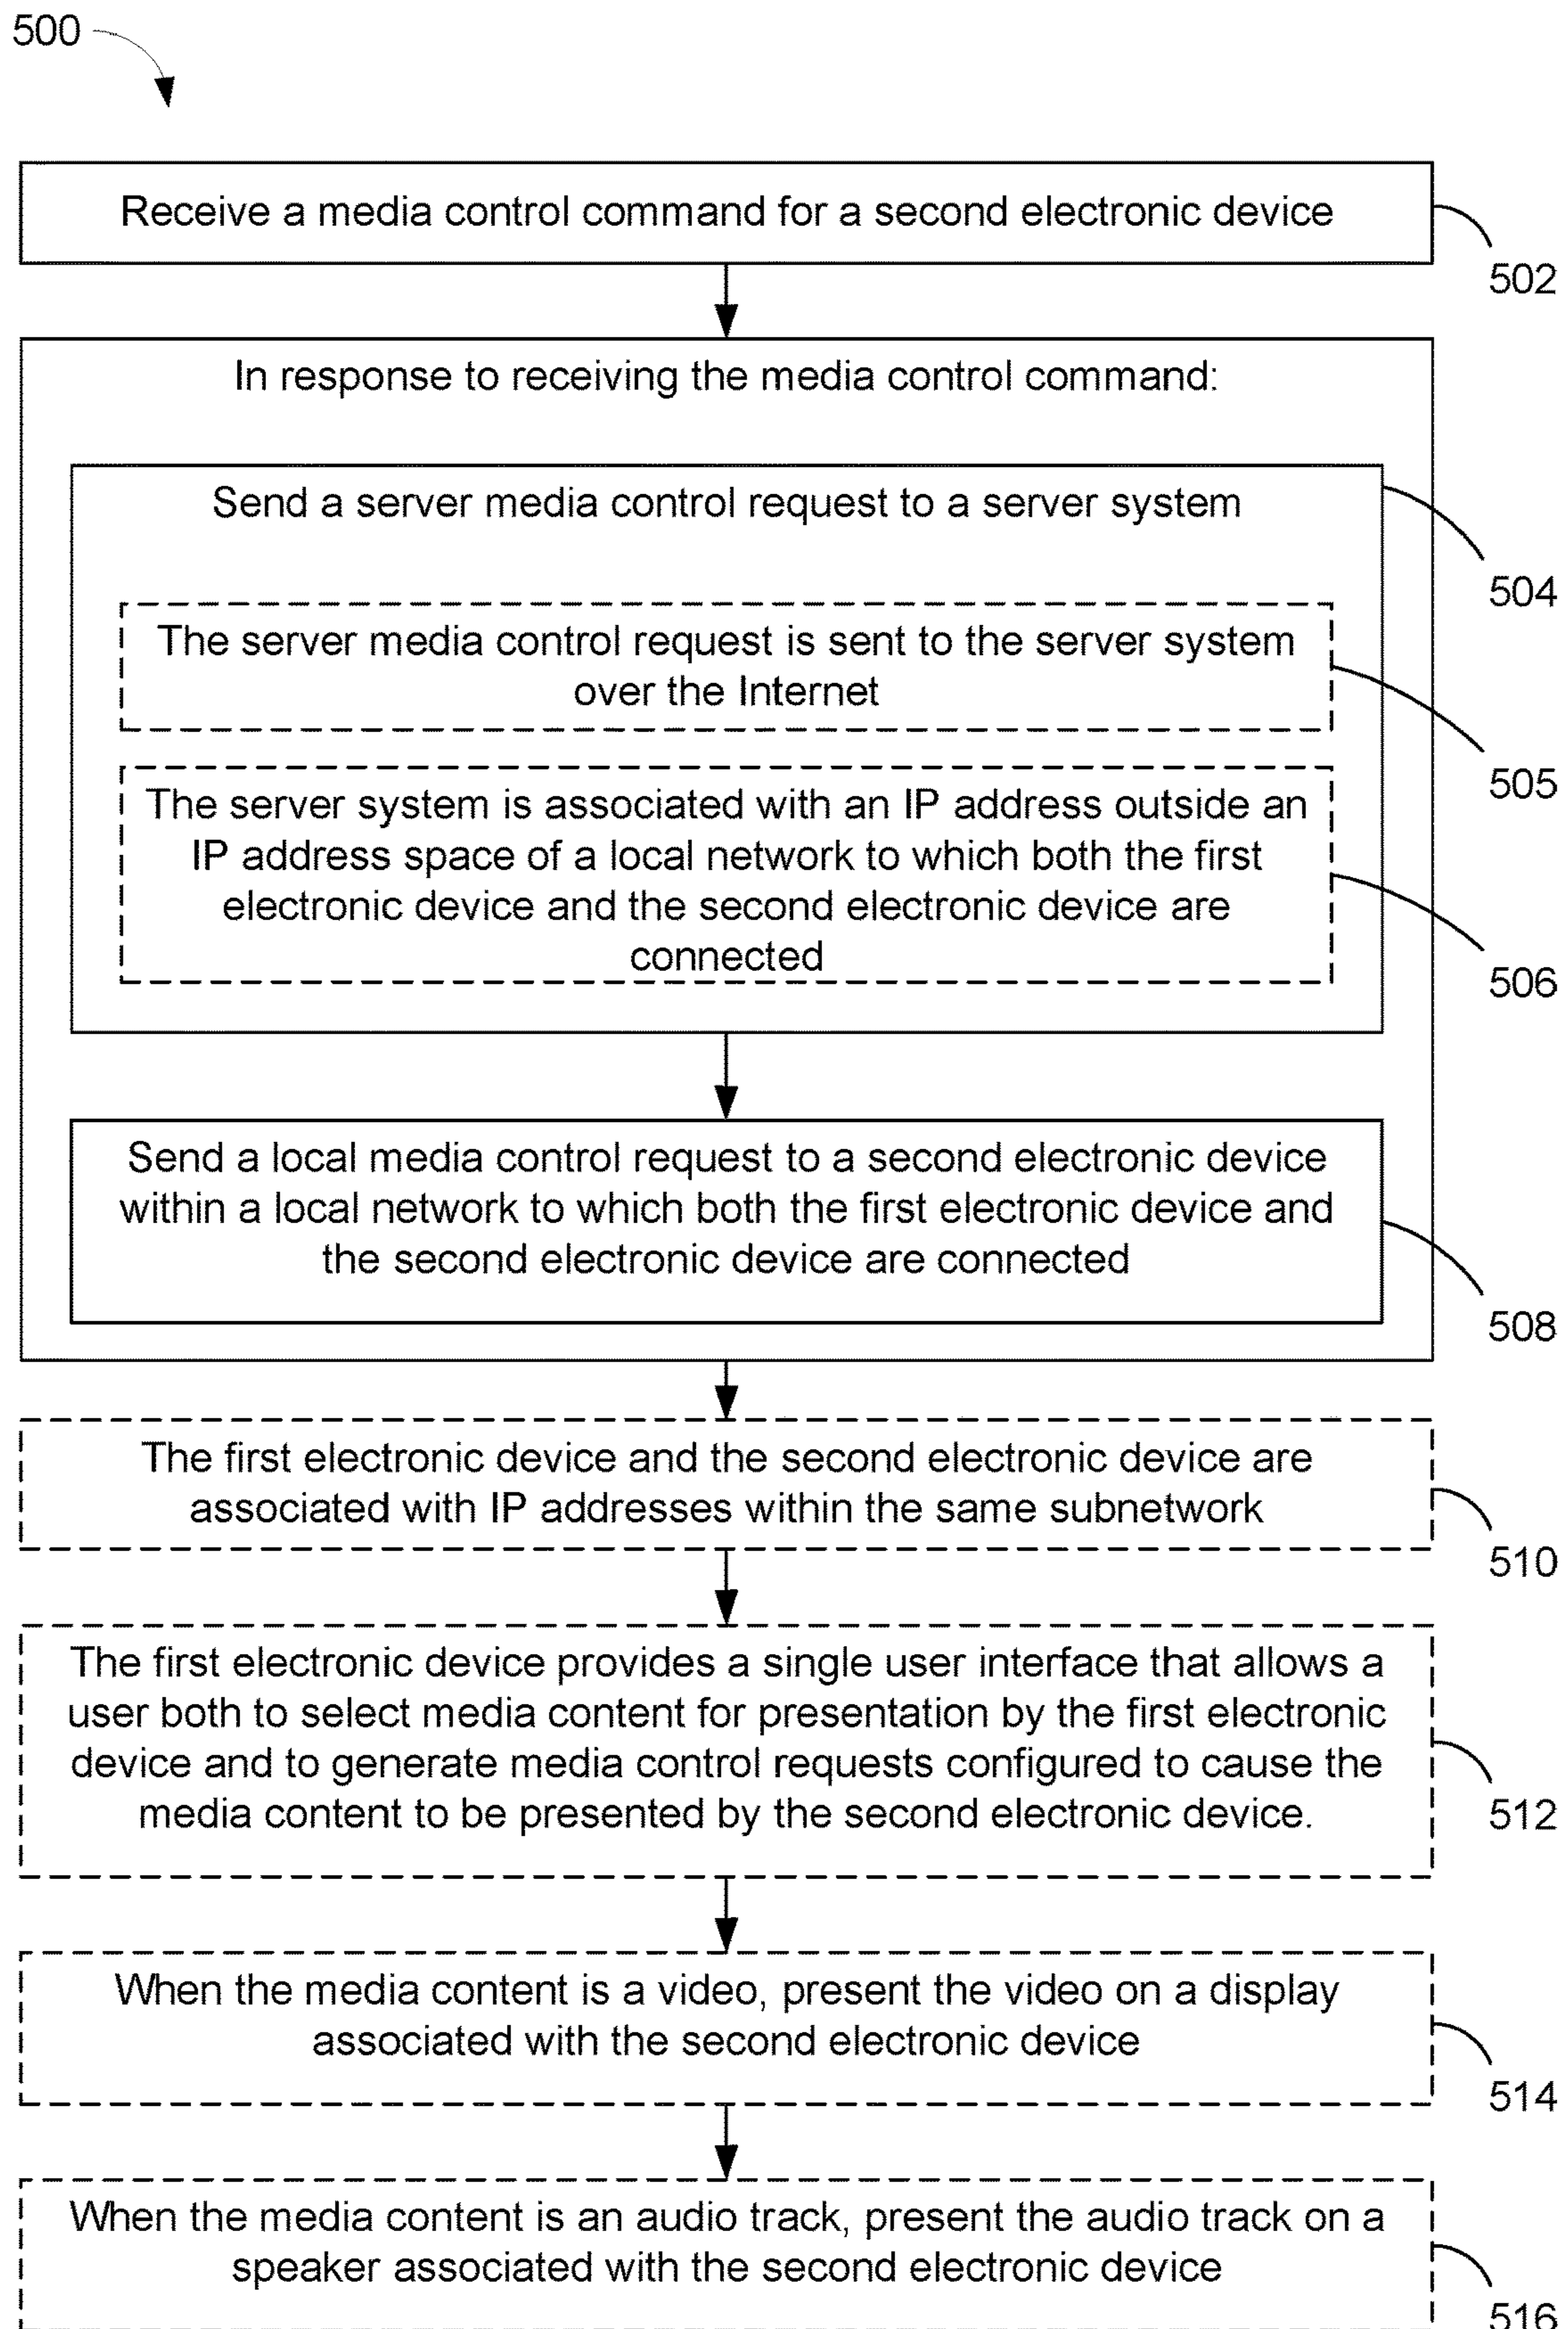 500
Receive a media control command for a second electronic device
502
In response to receiving the media control command:
Send a server media control request to a server system
504
The server media control request is sent to the server system
over the Internet
505
The server system is associated with an IP address outside an
IP address space of a local network to which both the first
electronic device and the second electronic device are
connected
506
Send a local media control request to a second electronic device
within a local network to which both the first electronic device and
the second electronic device are connected
508
The first electronic device and the second electronic device are
associated with IP addresses within the same subnetwork
510
The first electronic device provides a single user interface that allows a
user both to select media content for presentation by the first electronic
device and to generate media control requests configured to cause the
media content to be presented by the second electronic device.
512
When the media content is a video, present the video on a display
associated with the second electronic device
514
When the media content is an audio track, present the audio track on a
speaker associated with the second electronic device
516